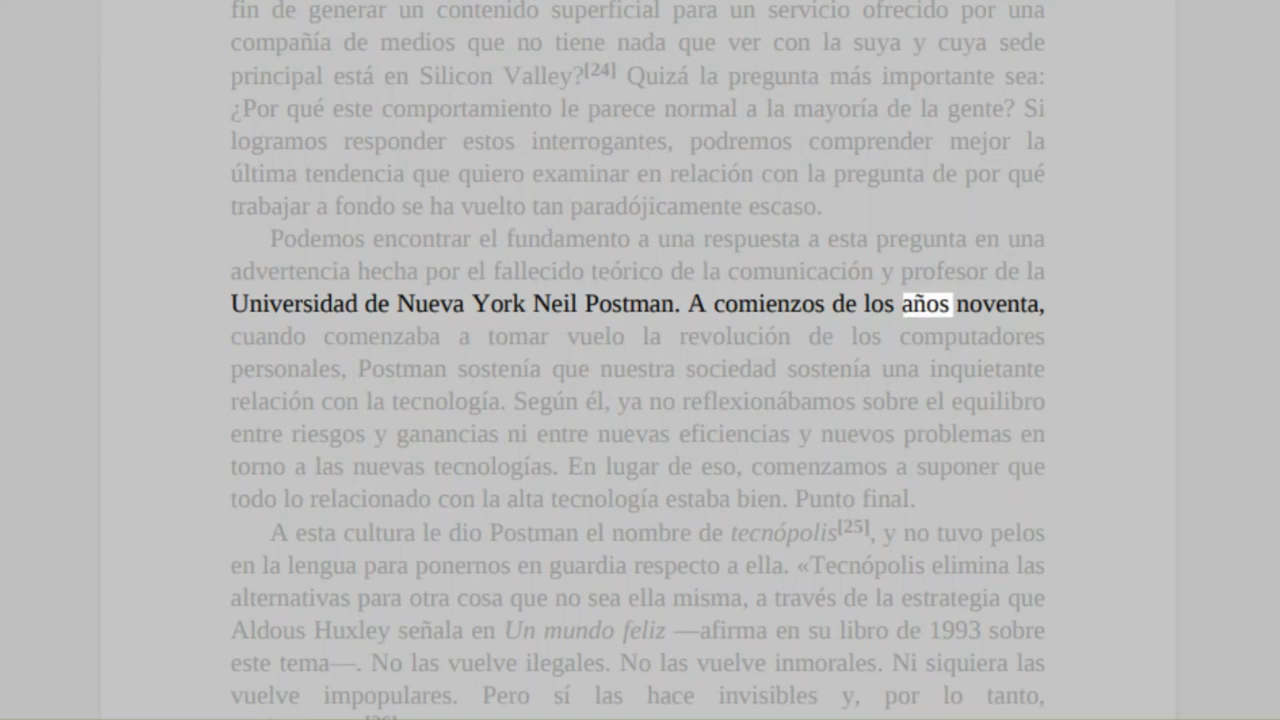 fin de generar un contenido superficial para un servicio ofrecido por una
compañía de medios que no tiene nada que ver con la suya y cuya sede
principal está en Silicon Valley?[24] Quizá la pregunta más importante sea:
¿Por qué este comportamiento le parece normal a la mayoría de la gente? Si
logramos responder estos interrogantes, podremos comprender mejor la
última tendencia que quiero examinar en relación con la pregunta de por qué
trabajar a fondo se ha vuelto tan paradójicamente escaso.
Podemos encontrar el fundamento a una respuesta a esta pregunta en una
advertencia hecha por el fallecido teórico de la comunicación y profesor de la
Universidad de Nueva York Neil Postman. A comienzos de los años noventa,
cuando comenzaba a tomar vuelo la revolución de los computadores
personales, Postman sostenía que nuestra sociedad sostenía una inquietante
relación con la tecnología. Según él, ya no reflexionábamos sobre el equilibro
entre riesgos y ganancias ni entre nuevas eficiencias y nuevos problemas en
torno a las nuevas tecnologías. En lugar de eso, comenzamos a suponer que
todo lo relacionado con la alta tecnología estaba bien. Punto final.
A esta cultura le dio Postman el nombre de tecnópolis[25], y no tuvo pelos
en la lengua para ponernos en guardia respecto a ella. «Tecnópolis elimina las
alternativas para otra cosa que no sea ella misma, a través de la estrategia que
Aldous Huxley señala en Un mundo feliz —afirma en su libro de 1993 sobre
este tema—. No las vuelve ilegales. No las vuelve inmorales. Ni siquiera las
vuelve impopulares. Pero sí las hace invisibles y, por lo tanto,